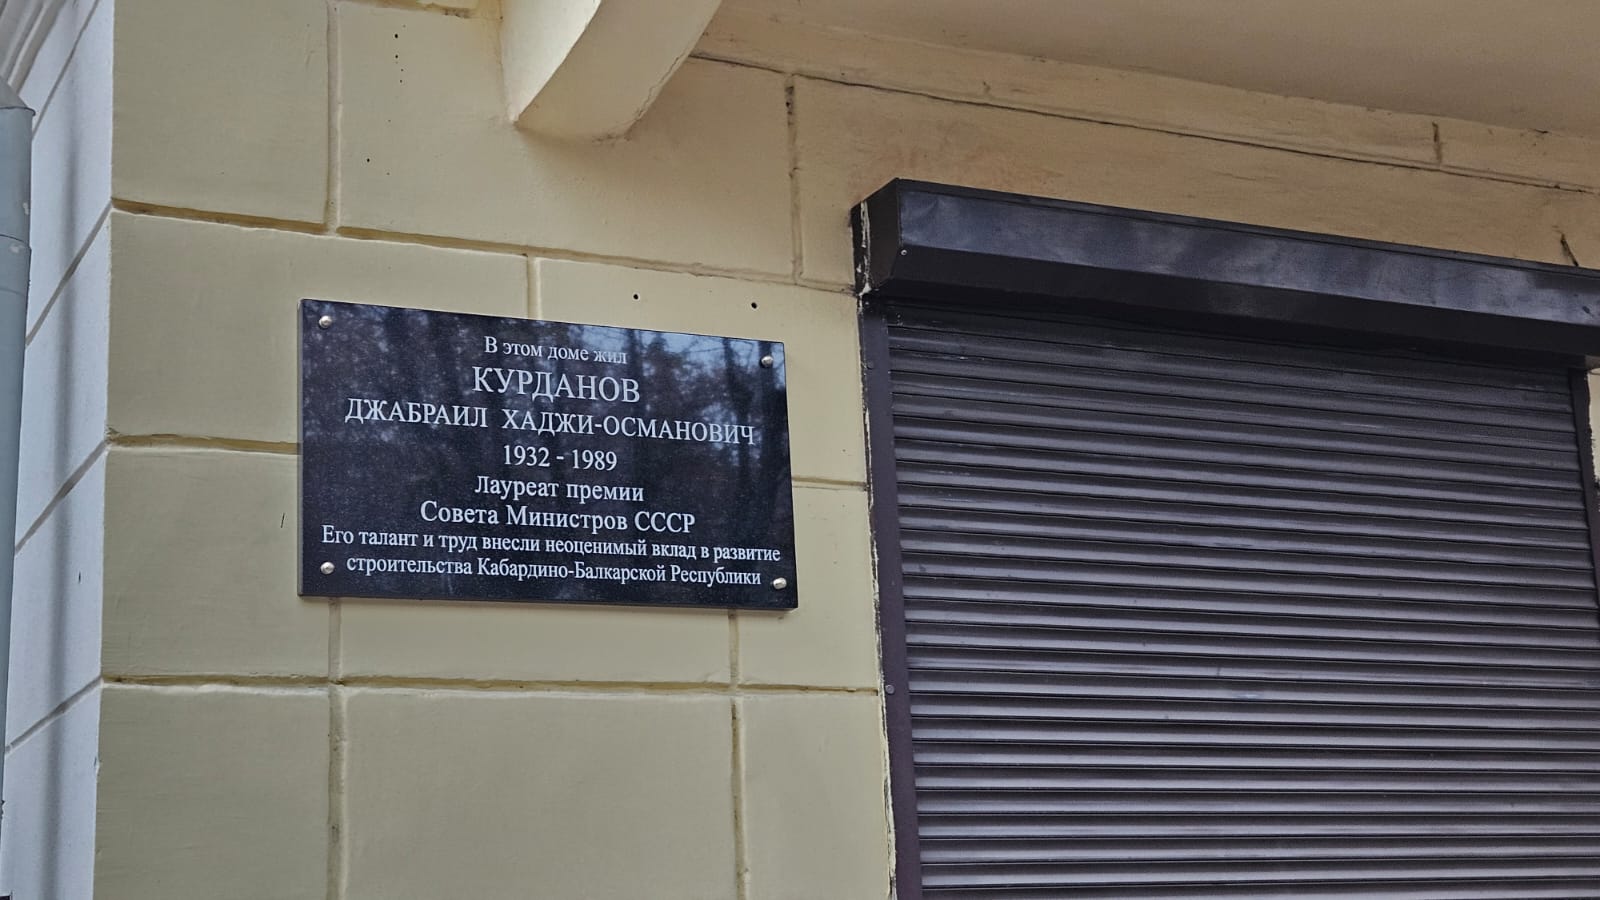 В этом доме жил
КУРДАНОВ
ДЖАБРАИЛ ХАДЖИ-ОСМАНОВИЧ
1932 - 1989
Лауреат премии
Совета Министров СССР
Его талант и труд внесли неоценимый вклад в развитие
строительства Кабардино-Балкарской Республики